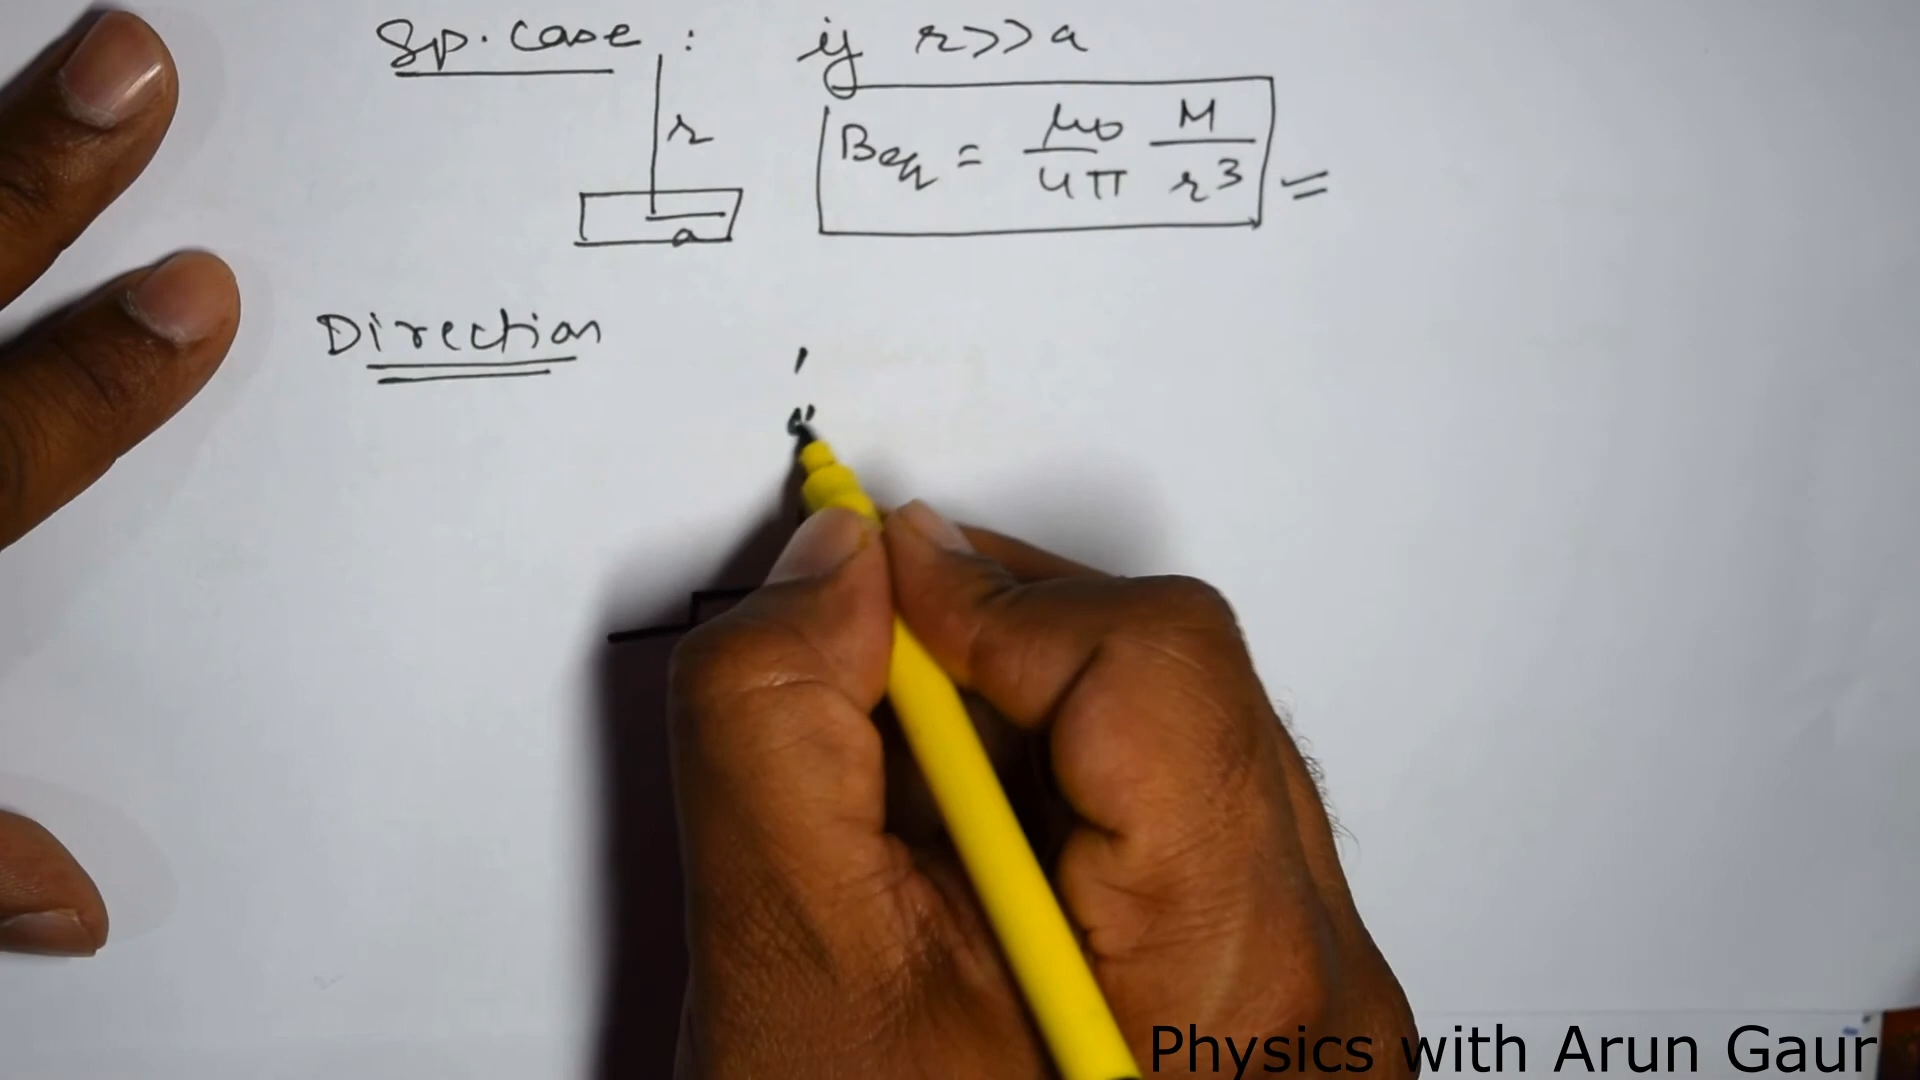 Sp. case : if r>>a
r
a
Beq = μ0/4π M/r³
Direction
Physics with Arun Gaur